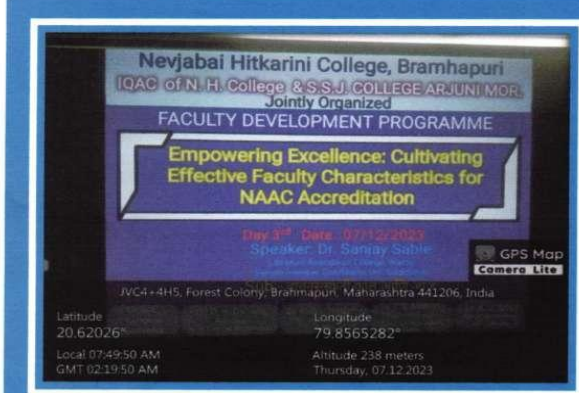 Nevjabai Hitkarini College, Bramhapuri
IQAC of N. H. College & S.S.J. COLLEGE ARJUNI MOR.
Jointly Organized
FACULTY DEVELOPMENT PROGRAMME
Empowering Excellence: Cultivating
Effective Faculty Characteristics for
NAAC Accreditation
Day 3rd Date 07/12/2023
Speaker: Dr. Sanjay Sable
GPS Map
Camera Lite
JVC4+4H5, Forest Colony, Brahmapuri, Maharashtra 441206, India
Latitude
20.62026°
Longitude
79.8565282°
Local 07:49:50 AM
GMT 02:19:50 AM
Altitude 238 meters
Thursday, 07.12.2023